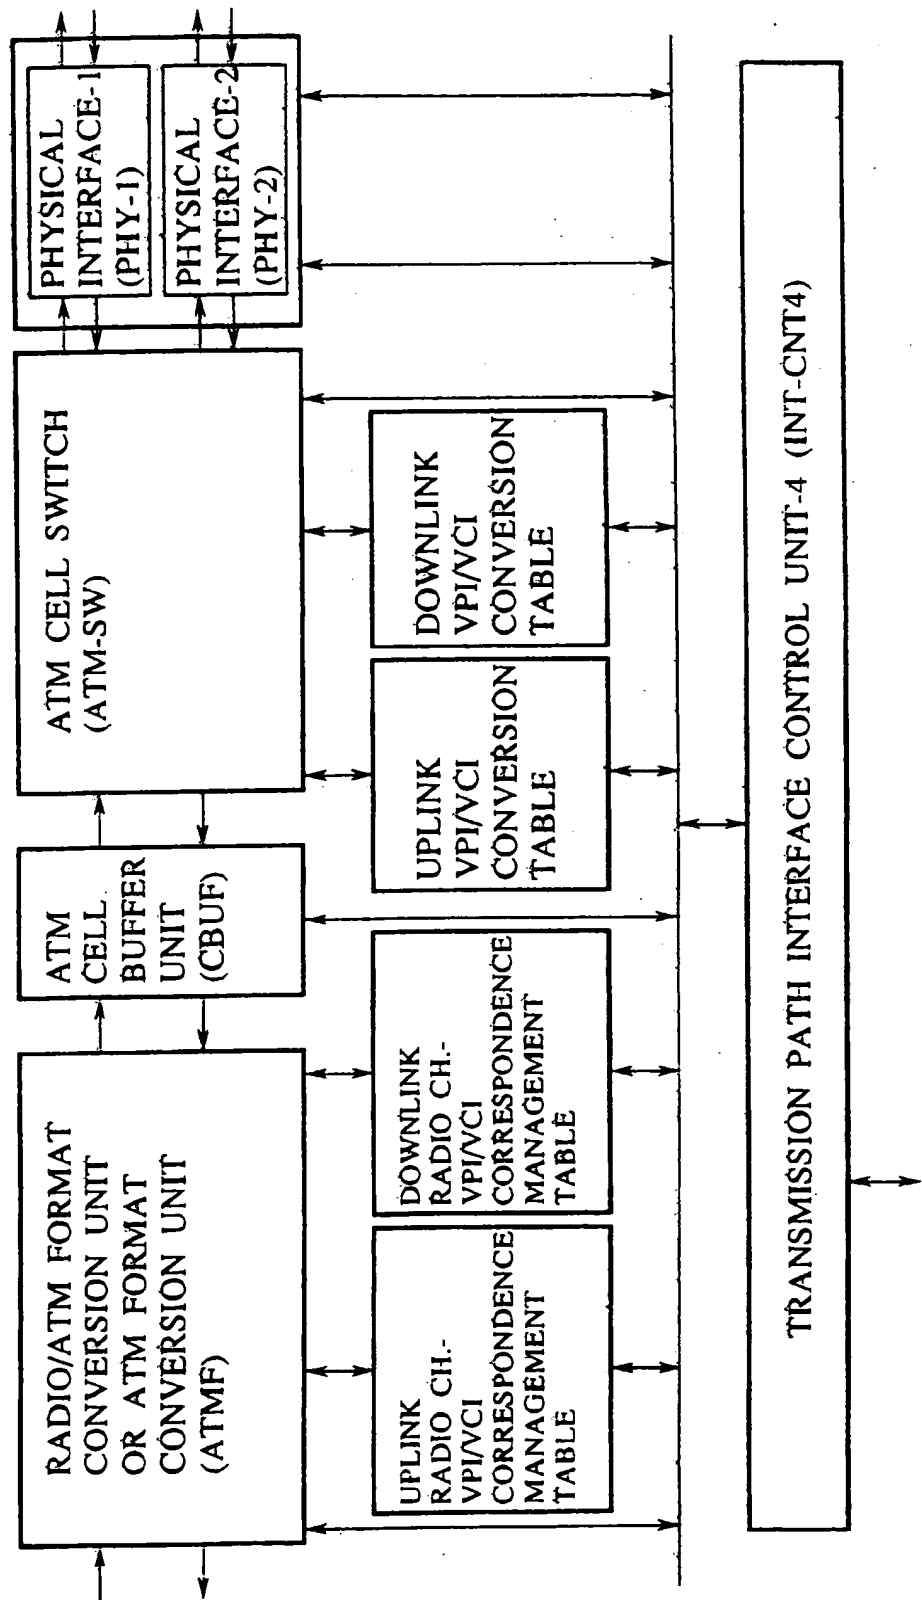 RADIO/ATM FORMAT
CONVERSION UNIT
OR ATM FORMAT
CONVERSION UNIT
(ATMF)
ATM
CELL
BUFFER
UNIT
(CBUF)
ATM CELL SWITCH
(ATM-SW)
PHYSICAL
INTERFACE-1
(PHY-1)
PHYSICAL
INTERFACE-2
(PHY-2)
UPLINK
RADIO CH.-
VPI/VCI
CORRESPONDENCE
MANAGEMENT
TABLE
DOWNLINK
RADIO CH.-
VPI/VCI
CORRESPONDENCE
MANAGEMENT
TABLE
UPLINK
VPI/VCI
CONVERSION
TABLE
DOWNLINK
VPI/VCI
CONVERSION
TABLE
TRANSMISSION PATH INTERFACE CONTROL UNIT-4 (INT-CNT4)